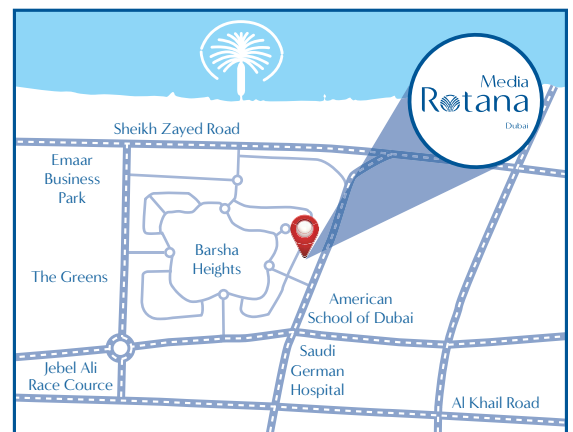 Media
Rotana
Dubai
Sheikh Zayed Road
Emaar
Business
Park
Barsha
Heights
The Greens
American
School of Dubai
Saudi
German
Hospital
Jebel Ali
Race Cource
Al Khail Road